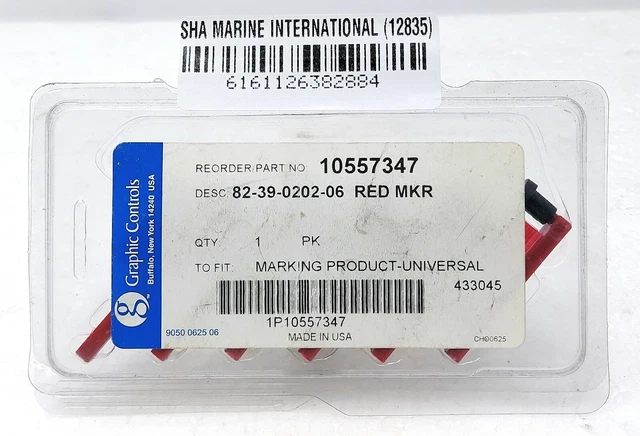 SHA MARINE INTERNATIONAL (12835)
6161126382884
Graphic Controls
Buffalo, New York 14240 USA
REORDER/PART NO. 10557347
DESC. 82-39-0202-06 RED MKR
QTY. 1 PK
TO FIT: MARKING PRODUCT-UNIVERSAL
433045
1P10557347
9050 0625 06
MADE IN USA
CH00625